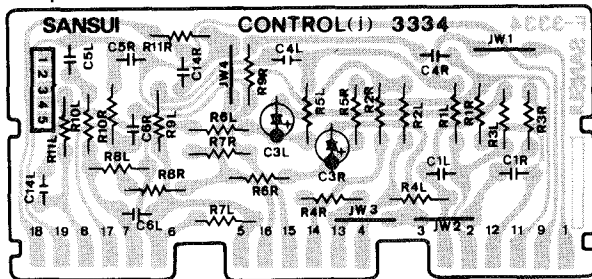 SANSUI CONTROL(j) 3334
JW1
JW4
C5L
C5R
R11R
C14R
R9R
C4L
C4R
F-3334
SANSUI
1 2 3 4 5
R11L
R10L
R10R
C6R
R9L
R6L
R7R
R5L
R5R
R2R
R2L
R1L
R1R
R3L
R3R
C3L
C3R
R8L
R8R
R6R
C1L
C1R
C14L
C6L
R7L
R4R
R4L
JW3
JW2
18 19 8 17 7 6 5 16 15 14 13 4 3 2 12 11 9 1